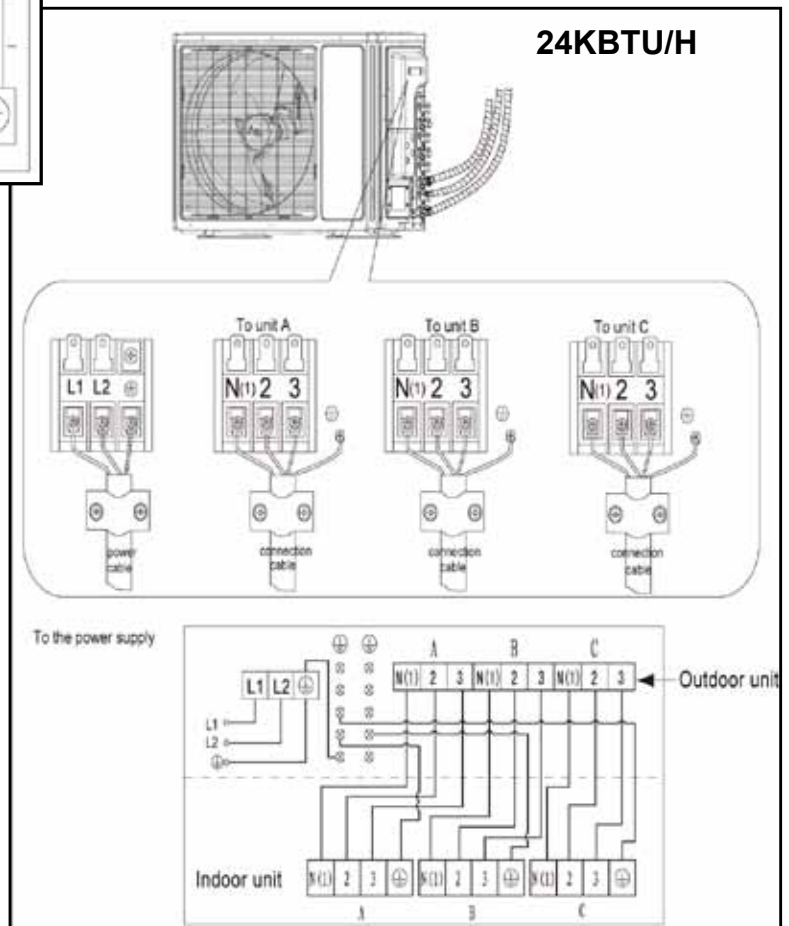 24KBTU/H
To unit A
To unit B
To unit C
L1 L2
N(1) 2 3
N(1) 2 3
N(1) 2 3
power cable
connection cable
connection cable
connection cable
To the power supply
A B C
N(1) 2 3 N(1) 2 3 N(1) 2 3
Outdoor unit
L1 L2
L1
L2
Indoor unit
N(1) 2 3 N(1) 2 3 N(1) 2 3
A B C